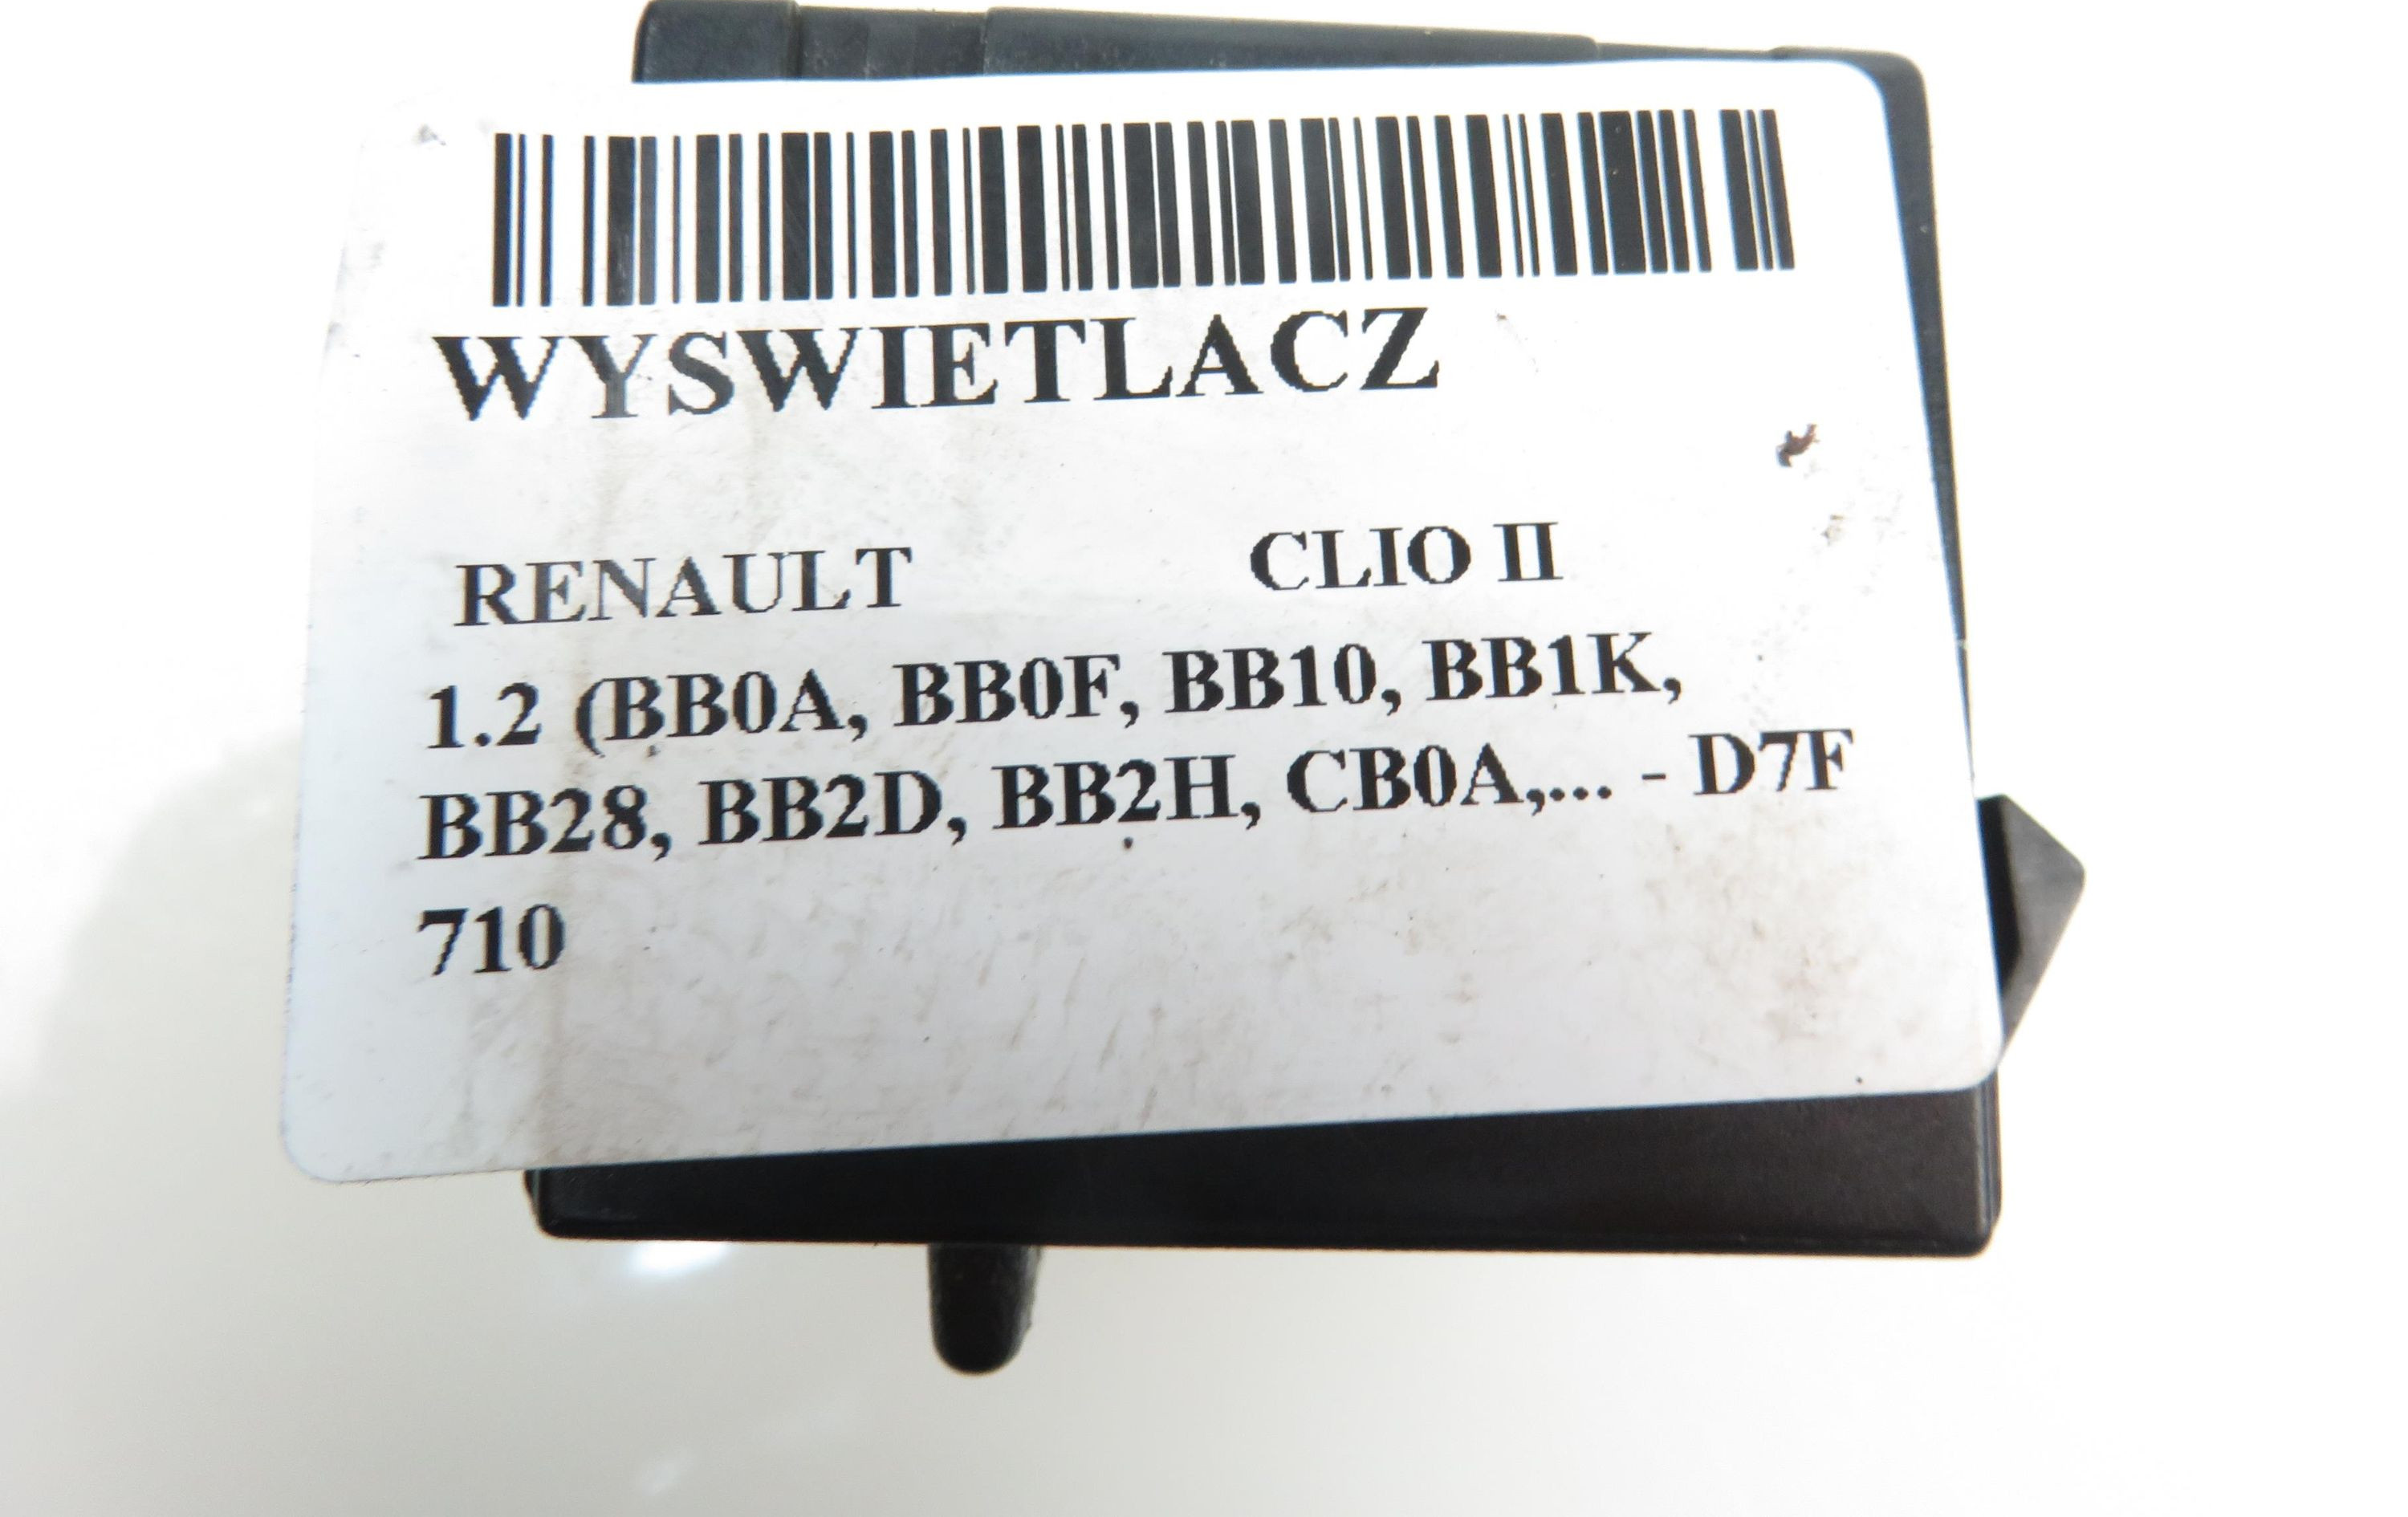 WYSWIETLACZ
RENAULT CLIO II
1.2 (BB0A, BB0F, BB10, BB1K,
BB28, BB2D, BB2H, CB0A,... - D7F
710